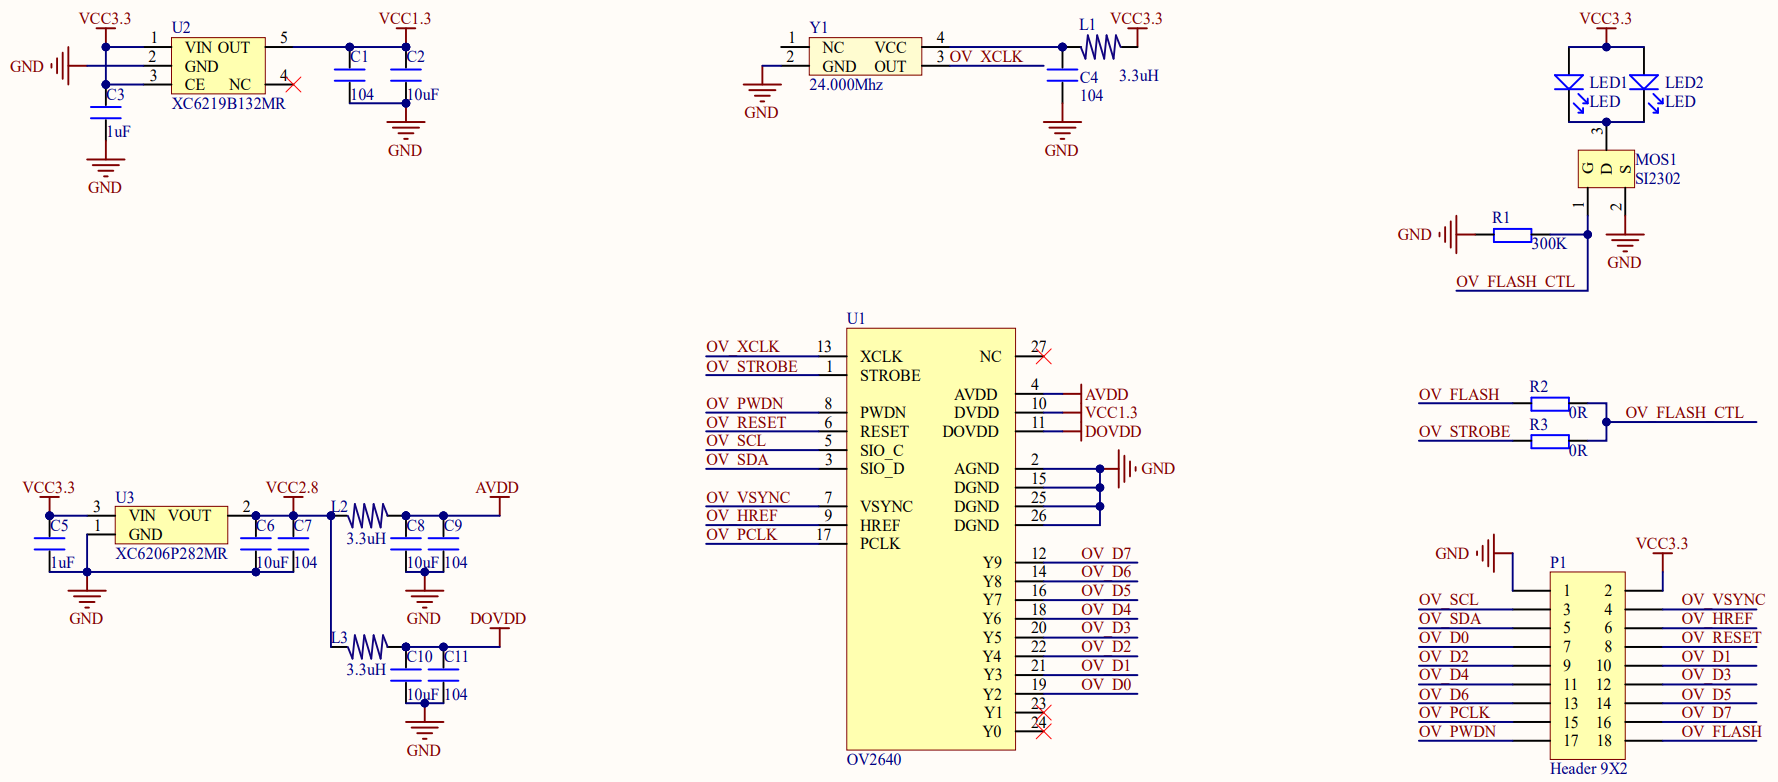 VCC3.3
U2
VCC1.3
1 VIN OUT 5
GND 2 GND
3 CE NC 4
XC6219B132MR
C3
1uF
GND
C1
104
C2
10uF
GND
Y1
1 NC VCC 4
2 GND OUT 3 OV_XCLK
24.000Mhz
GND
L1
VCC3.3
3.3uH
C4
104
GND
VCC3.3
LED1
LED
LED2
LED
3
G D S
MOS1
SI2302
1 2
GND R1
300K
GND
OV_FLASH_CTL
U1
OV_XCLK 13 XCLK
OV_STROBE 1 STROBE
OV_PWDN 8 PWDN
OV_RESET 6 RESET
OV_SCL 5 SIO_C
OV_SDA 3 SIO_D
OV_VSYNC 7 VSYNC
OV_HREF 9 HREF
OV_PCLK 17 PCLK
NC 27
AVDD 4 AVDD
DVDD 10 VCC1.3
DOVDD 11 DOVDD
AGND 2 GND
DGND 15
DGND 25
DGND 26
Y9 12 OV_D7
Y8 14 OV_D6
Y7 16 OV_D5
Y6 18 OV_D4
Y5 20 OV_D3
Y4 22 OV_D2
Y3 21 OV_D1
Y2 19 OV_D0
Y1 23
Y0 24
OV2640
OV_FLASH R2
0R
OV_FLASH_CTL
OV_STROBE R3
0R
VCC3.3
U3
VCC2.8
3 VIN VOUT 2
1 GND
XC6206P282MR
C5
1uF
GND
C6
10uF
C7
104
L2
3.3uH
AVDD
C8
10uF
C9
104
GND
L3
3.3uH
DOVDD
C10
10uF
C11
104
GND
GND
P1
VCC3.3
1 2
OV_SCL 3 4 OV_VSYNC
OV_SDA 5 6 OV_HREF
OV_D0 7 8 OV_RESET
OV_D2 9 10 OV_D1
OV_D4 11 12 OV_D3
OV_D6 13 14 OV_D5
OV_PCLK 15 16 OV_D7
OV_PWDN 17 18 OV_FLASH
Header 9X2